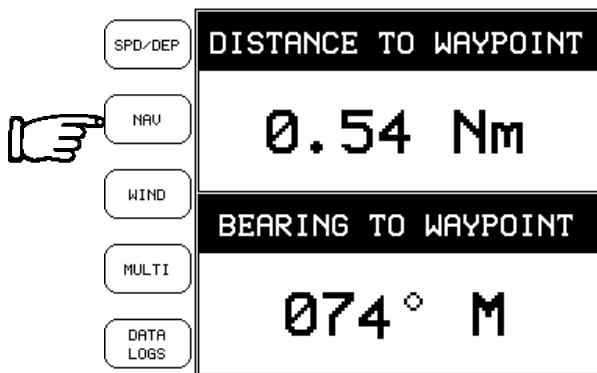 SPD/DEP
NAV
WIND
MULTI
DATA
LOGS
DISTANCE TO WAYPOINT
0.54 Nm
BEARING TO WAYPOINT
074° M